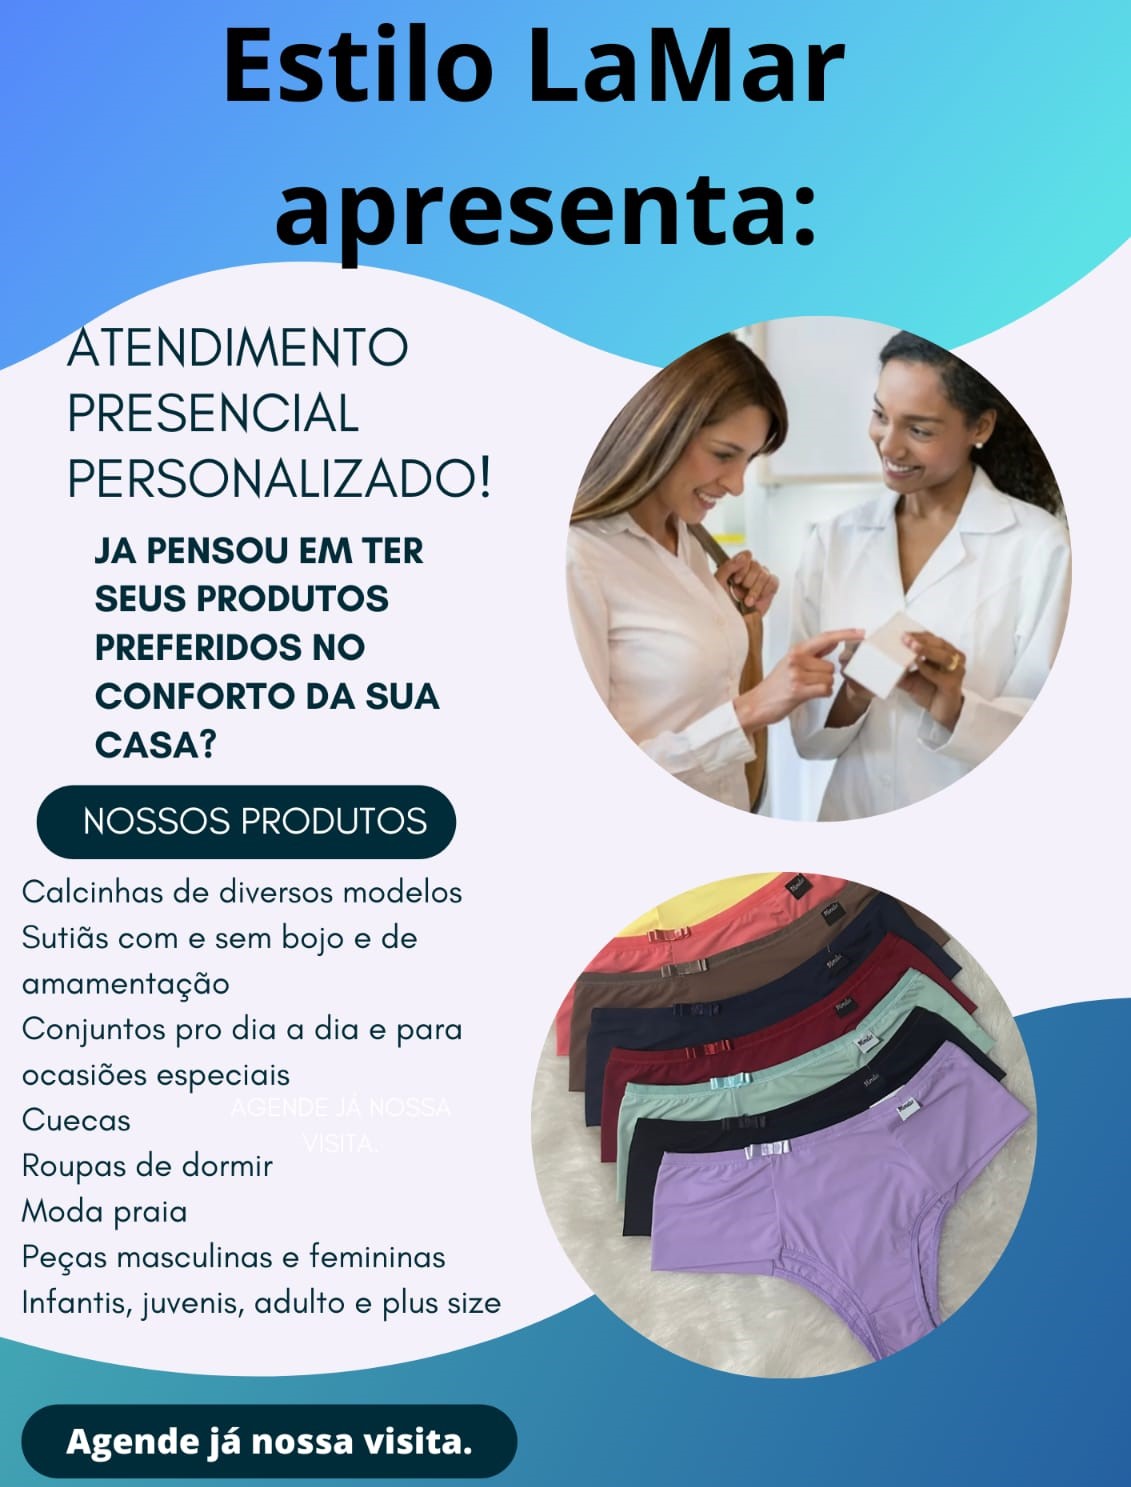 Estilo LaMar
apresenta:
ATENDIMENTO
PRESENCIAL
PERSONALIZADO!
JA PENSOU EM TER
SEUS PRODUTOS
PREFERIDOS NO
CONFORTO DA SUA
CASA?
NOSSOS PRODUTOS
Calcinhas de diversos modelos
Sutiãs com e sem bojo e de
amamentação
Conjuntos pro dia a dia e para
ocasiões especiais
Cuecas
Roupas de dormir
Moda praia
Peças masculinas e femininas
Infantis, juvenis, adulto e plus size
AGENDE JÁ NOSSA
VISITA.
Agende já nossa visita.